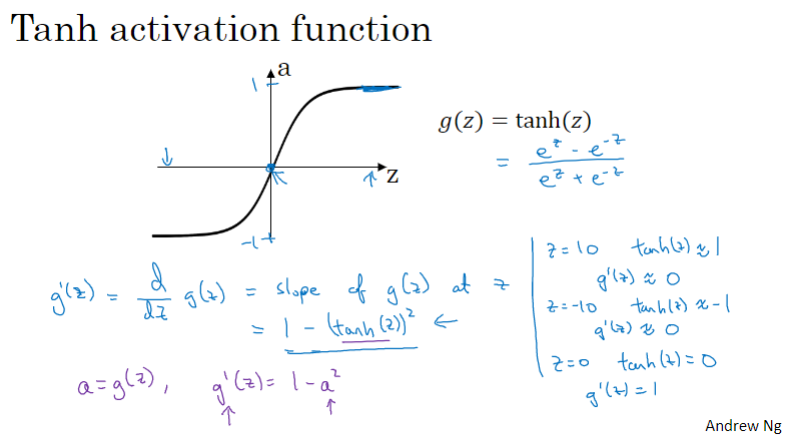 Tanh activation function
a
1
z
-1
g(z) = tanh(z)
= (e^z - e^-z) / (e^z + e^-z)
g'(z) = d/dz g(z) = slope of g(z) at z
= 1 - (tanh(z))²
a = g(z), g'(z) = 1 - a²
z = 10 tanh(z) ≈ 1
g'(z) ≈ 0
z = -10 tanh(z) ≈ -1
g'(z) ≈ 0
z = 0 tanh(z) = 0
g'(z) = 1
Andrew Ng